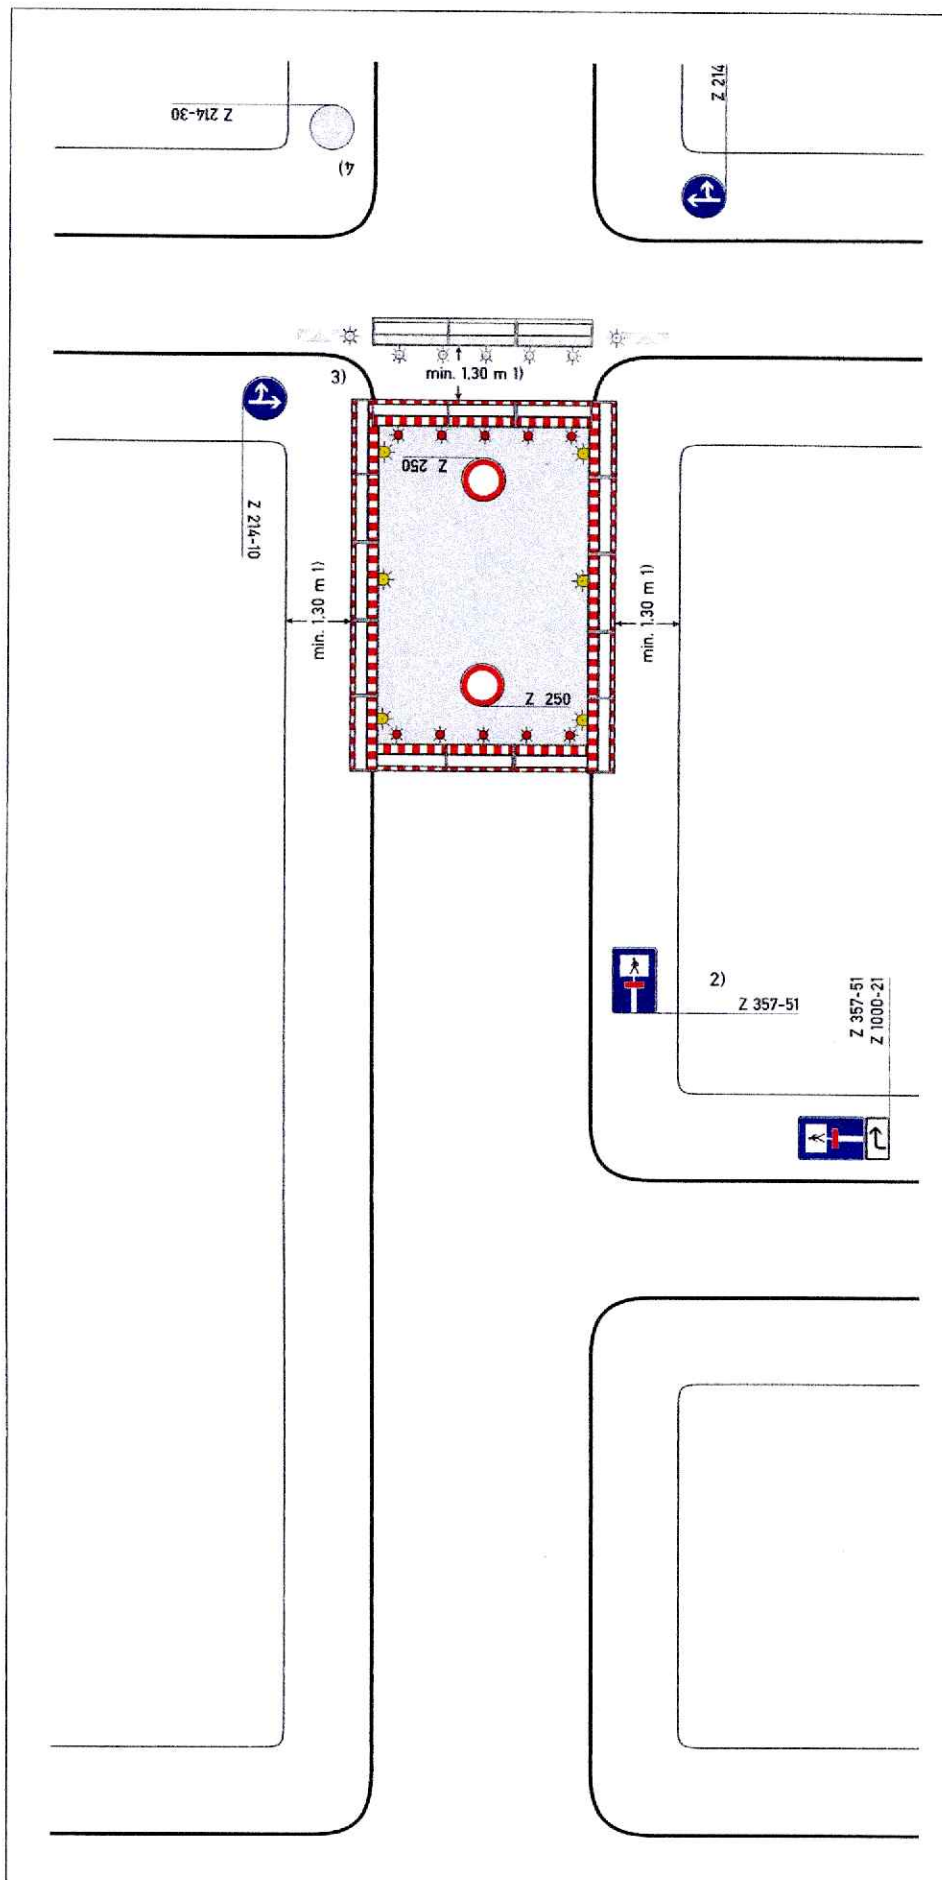 Z 214-30
4)
Z 214
3)
min. 1,30 m 1)
Z 214-10
Z 250
min. 1,30 m 1)
min. 1,30 m 1)
Z 250
2)
Z 357-51
Z 357-51
Z 1000-21